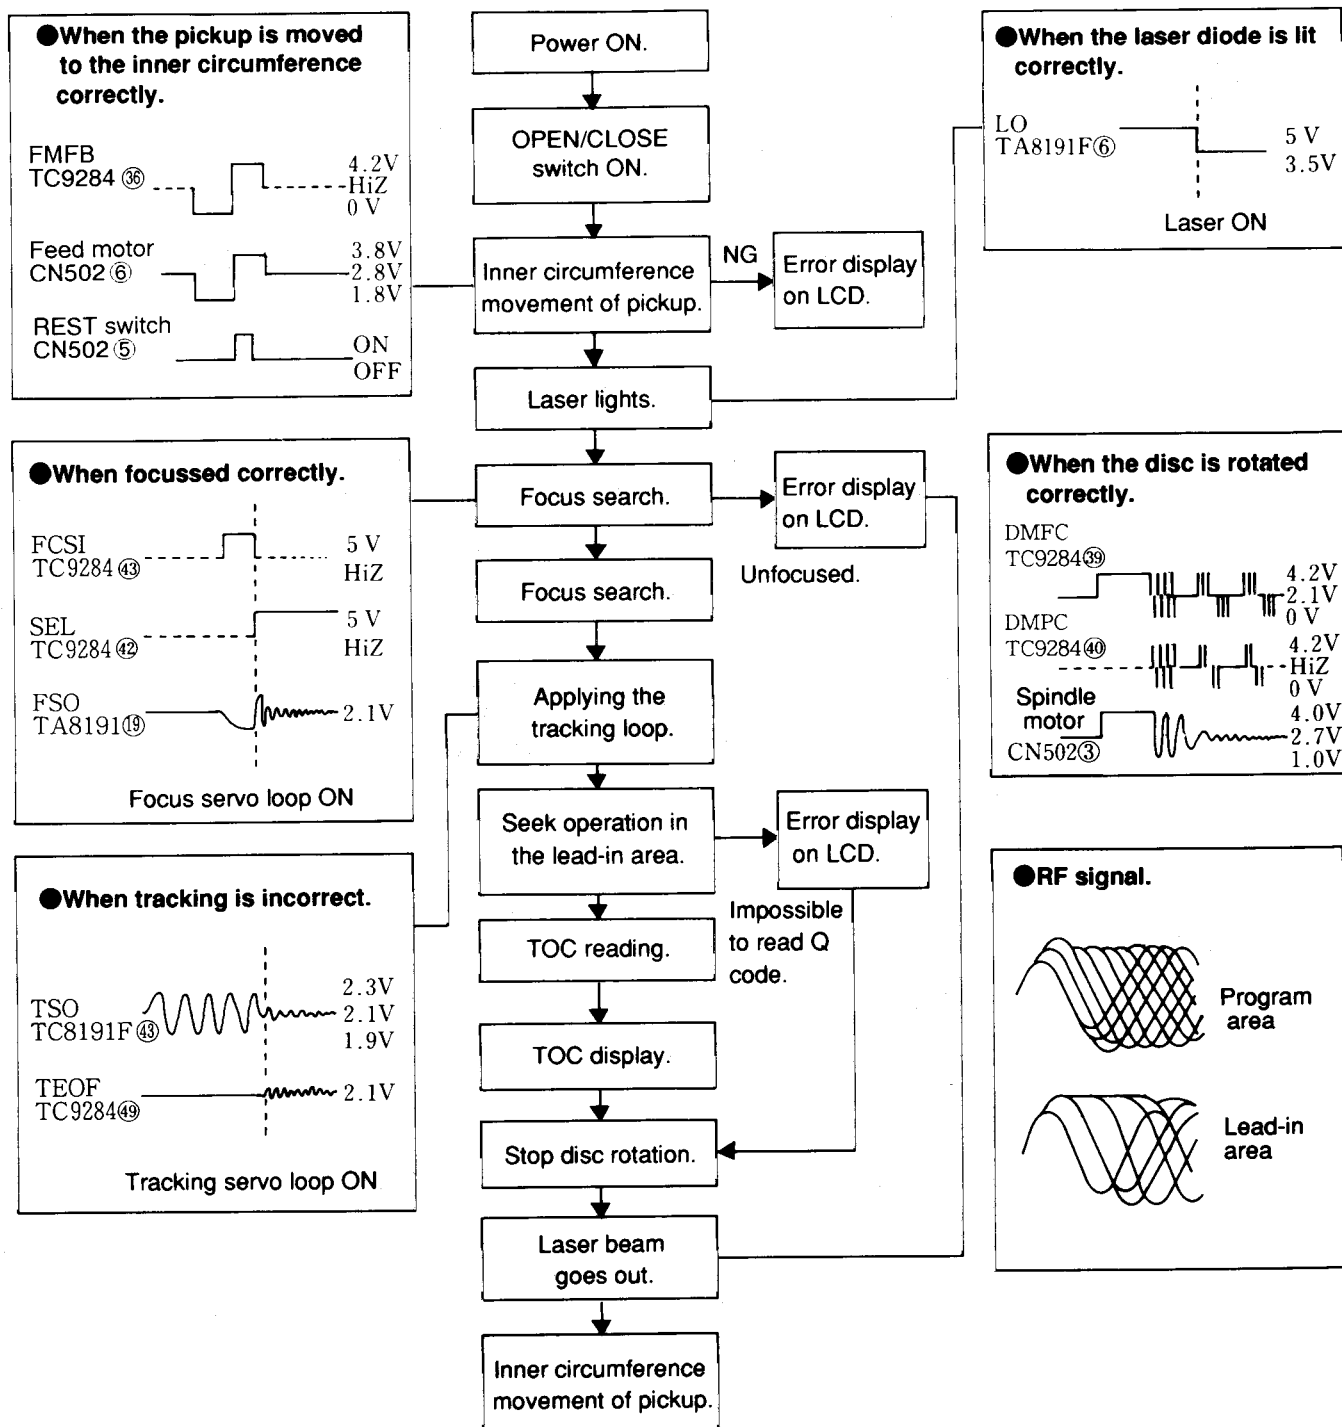 ●When the pickup is moved
to the inner circumference
correctly.
FMFB
TC9284 ㊱
4.2V
HiZ
0 V
Feed motor
CN502 ⑥
3.8V
2.8V
1.8V
REST switch
CN502 ⑤
ON
OFF
Power ON.
OPEN/CLOSE
switch ON.
Inner circumference
movement of pickup.
NG
Error display
on LCD.
Laser lights.
●When the laser diode is lit
correctly.
LO
TA8191F⑥
5 V
3.5V
Laser ON
●When focussed correctly.
FCSI
TC9284 ㊸
5 V
HiZ
SEL
TC9284 ㊷
5 V
HiZ
FSO
TA8191⑲
2.1V
Focus servo loop ON
Focus search.
Error display
on LCD.
Unfocused.
Focus search.
Applying the
tracking loop.
Seek operation in
the lead-in area.
Error display
on LCD.
Impossible
to read Q
code.
TOC reading.
TOC display.
Stop disc rotation.
Laser beam
goes out.
Inner circumference
movement of pickup.
●When the disc is rotated
correctly.
DMFC
TC9284㊴
4.2V
2.1V
0 V
DMPC
TC9284㊵
4.2V
HiZ
0 V
Spindle
motor
CN502③
4.0V
2.7V
1.0V
●When tracking is incorrect.
TSO
TC8191F ㊸
2.3V
2.1V
1.9V
TEOF
TC9284㊾
2.1V
Tracking servo loop ON
●RF signal.
Program
area
Lead-in
area